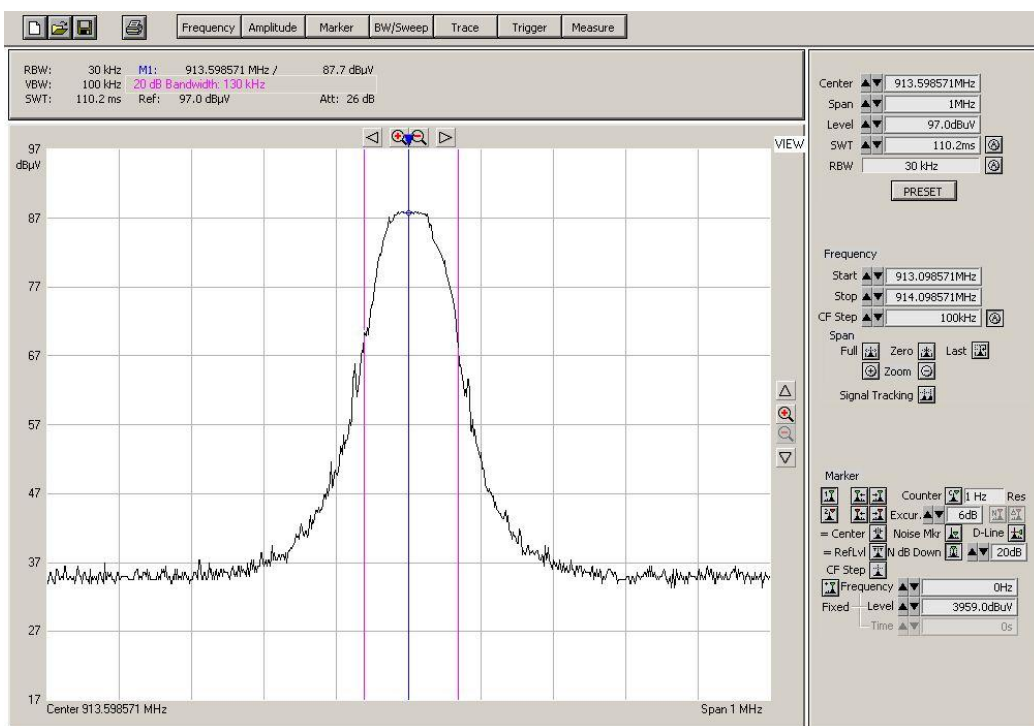 Frequency Amplitude Marker BW/Sweep Trace Trigger Measure
RBW: 30 kHz M1: 913.598571 MHz / 87.7 dBµV
VBW: 100 kHz 20 dB Bandwidth: 130 kHz
SWT: 110.2 ms Ref: 97.0 dBµV Att: 26 dB
VIEW
97
dBµV
87
77
67
57
47
37
27
17
Center 913.598571 MHz Span 1 MHz
Center 913.598571MHz
Span 1MHz
Level 97.0dBuV
SWT 110.2ms
RBW 30 kHz
PRESET
Frequency
Start 913.098571MHz
Stop 914.098571MHz
CF Step 100kHz
Span
Full Zero Last
Zoom
Signal Tracking
Marker
Counter 1 Hz Res
Excur. 6dB
= Center Noise Mkr D-Line
= RefLvl N dB Down 20dB
CF Step
Frequency 0Hz
Fixed Level 3959.0dBuV
Time 0s